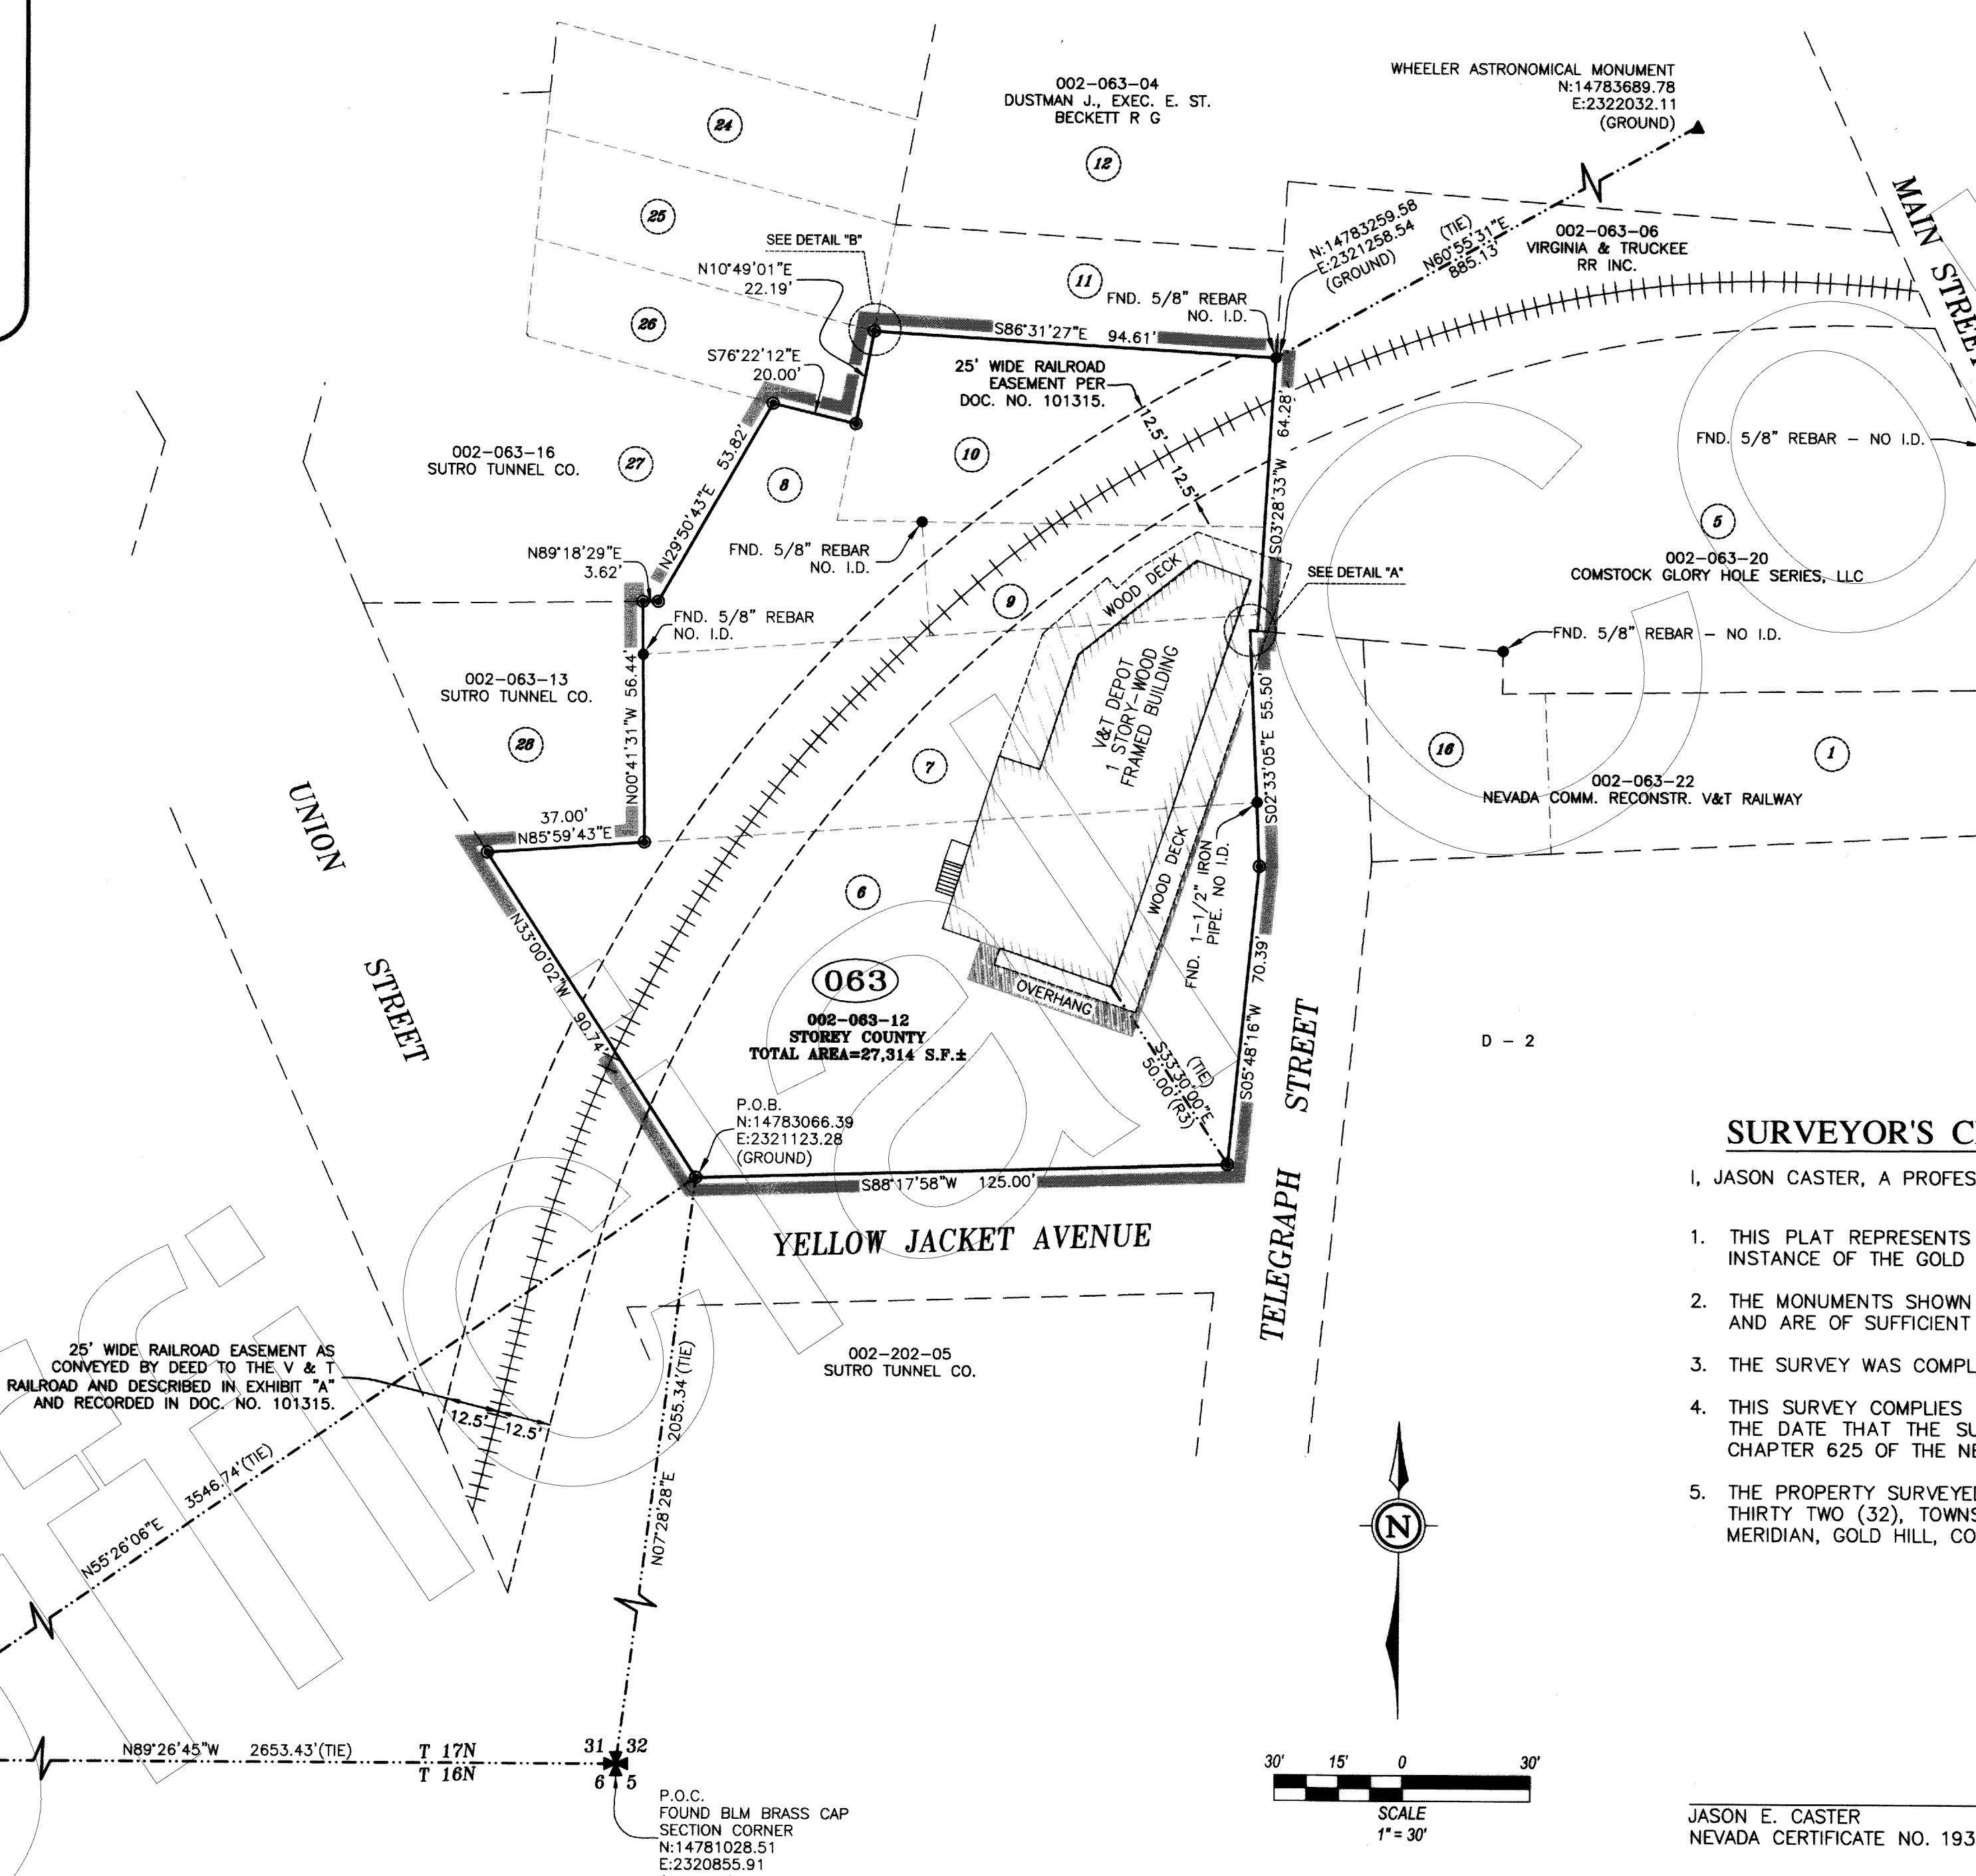 WHEELER ASTRONOMICAL MONUMENT
N:14783689.78
E:2322032.11
(GROUND)
002-063-04
DUSTMAN J., EXEC. E. ST.
BECKETT R G
12
24
25
26
SEE DETAIL "B"
N10°49'01"E
22.19'
S76°22'12"E
20.00'
11
FND. 5/8" REBAR
NO. I.D.
S86°31'27"E 94.61'
N:14783259.58
E:2321258.54
(GROUND)
(TIE)
N60°55'31"E
885.13'
002-063-06
VIRGINIA & TRUCKEE
RR INC.
MAIN STREET
25' WIDE RAILROAD
EASEMENT PER
DOC. NO. 101315.
12.5'
12.5'
64.28'
S03°28'33"W
FND. 5/8" REBAR - NO I.D.
002-063-16
SUTRO TUNNEL CO.
27
53.82'
N29°50'43"E
8
10
5
002-063-20
COMSTOCK GLORY HOLE SERIES, LLC
N89°18'29"E
3.62'
FND. 5/8" REBAR
NO. I.D.
FND. 5/8" REBAR
NO. I.D.
9
WOOD DECK
SEE DETAIL "A"
FND. 5/8" REBAR - NO I.D.
002-063-13
SUTRO TUNNEL CO.
28
N00°41'31"W 56.44'
V&T DEPOT
1 STORY-WOOD
FRAMED BUILDING
S02°33'05"E 55.50'
7
16
1
002-063-22
NEVADA COMM. RECONSTR. V&T RAILWAY
37.00'
N85°59'43"E
UNION
STREET
N33°00'02"W
90.74'
6
WOOD DECK
FND. 1-1/2" IRON
PIPE. NO I.D.
OVERHANG
063
002-063-12
STOREY COUNTY
TOTAL AREA=27,314 S.F.±
(TIE)
S33°30'00"E
50.00'(R3)
S05°48'16"W 70.39'
D - 2
P.O.B.
N:14783066.39
E:2321123.28
(GROUND)
S88°17'58"W 125.00'
YELLOW JACKET AVENUE
TELEGRAPH STREET
002-202-05
SUTRO TUNNEL CO.
25' WIDE RAILROAD EASEMENT AS
CONVEYED BY DEED TO THE V & T
RAILROAD AND DESCRIBED IN EXHIBIT "A"
AND RECORDED IN DOC. NO. 101315.
12.5'
12.5'
N55°26'06"E 3546.74'(TIE)
N07°28'28"E 2055.34'(TIE)
N
N89°26'45"W 2653.43'(TIE)
T 17N
T 16N
31 32
6 5
P.O.C.
FOUND BLM BRASS CAP
SECTION CORNER
N:14781028.51
E:2320855.91
30' 15' 0 30'
SCALE
1" = 30'
SURVEYOR'S C
I, JASON CASTER, A PROFES
1. THIS PLAT REPRESENTS
INSTANCE OF THE GOLD
2. THE MONUMENTS SHOWN
AND ARE OF SUFFICIENT
3. THE SURVEY WAS COMPL
4. THIS SURVEY COMPLIES
THE DATE THAT THE SU
CHAPTER 625 OF THE NE
5. THE PROPERTY SURVEYED
THIRTY TWO (32), TOWNS
MERIDIAN, GOLD HILL, CO
JASON E. CASTER
NEVADA CERTIFICATE NO. 193